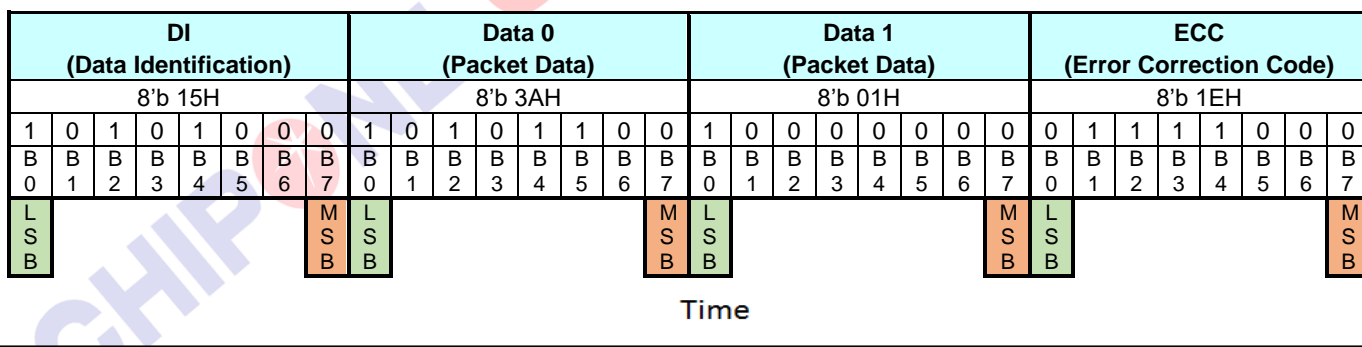 DI Data 0 Data 1 ECC
(Data Identification) (Packet Data) (Packet Data) (Error Correction Code)
8’b 15H 8’b 3AH 8’b 01H 8’b 1EH
1 0 1 0 1 0 0 0 1 0 1 0 1 1 0 0 1 0 0 0 0 0 0 0 0 1 1 1 1 0 0 0
B B B B B B B B B B B B B B B B B B B B B B B B B B B B B B B B
0 1 2 3 4 5 6 7 0 1 2 3 4 5 6 7 0 1 2 3 4 5 6 7 0 1 2 3 4 5 6 7
L M L M L M L M
S S S S S S S S
B B B B B B B B
Time
CHIPONE